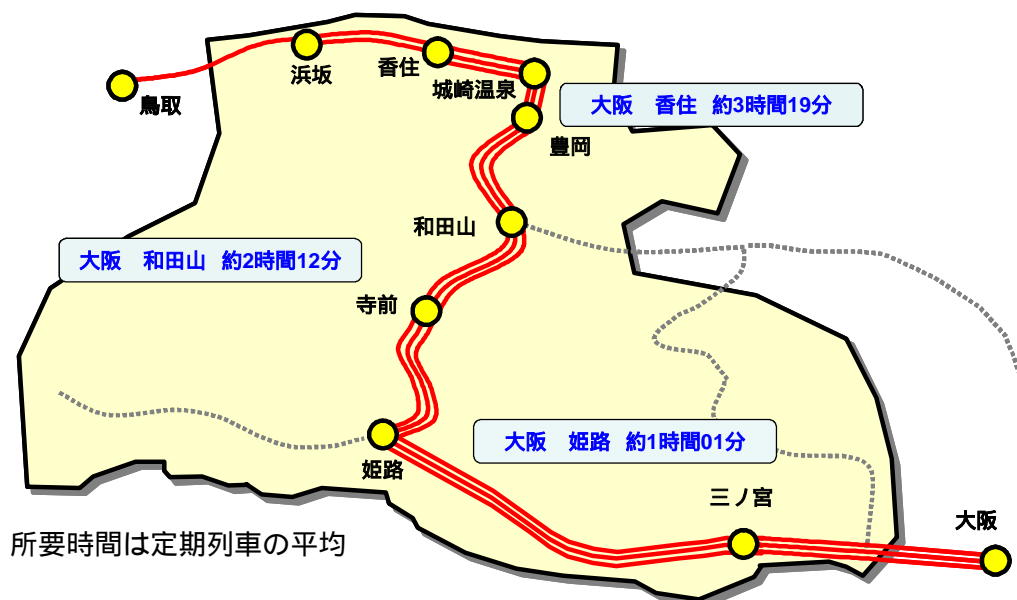 浜坂
香住
城崎温泉
鳥取
大阪　香住 約3時間19分
豊岡
和田山
大阪　和田山 約2時間12分
寺前
大阪　姫路 約1時間01分
姫路
三ノ宮
大阪
所要時間は定期列車の平均